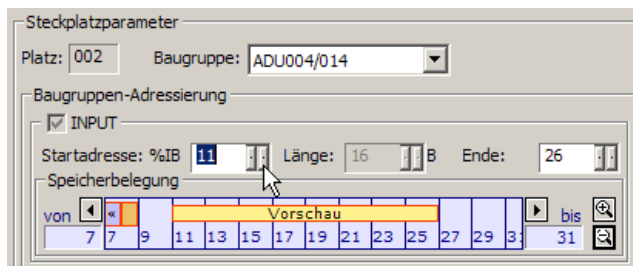 Steckplatzparameter
Platz: 002 Baugruppe: ADU004/014
Baugruppen-Adressierung
INPUT
Startadresse: %IB 11 Länge: 16 B Ende: 26
Speicherbelegung
von « Vorschau bis
7 7 9 11 13 15 17 19 21 23 25 27 29 31